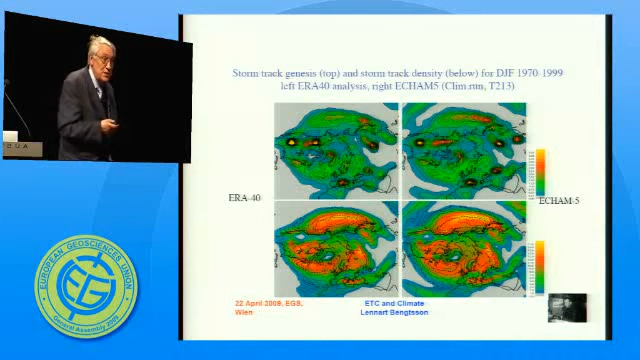 Storm track genesis (top) and storm track density (below) for DJF 1970-1999
left ERA40 analysis, right ECHAM5 (Clim.run, T213)
ERA-40
ECHAM-5
EUROPEAN GEOSCIENCES UNION
EGU
General Assembly 2009
22 April 2009, EGS,
Wien
ETC and Climate
Lennart Bengtsson